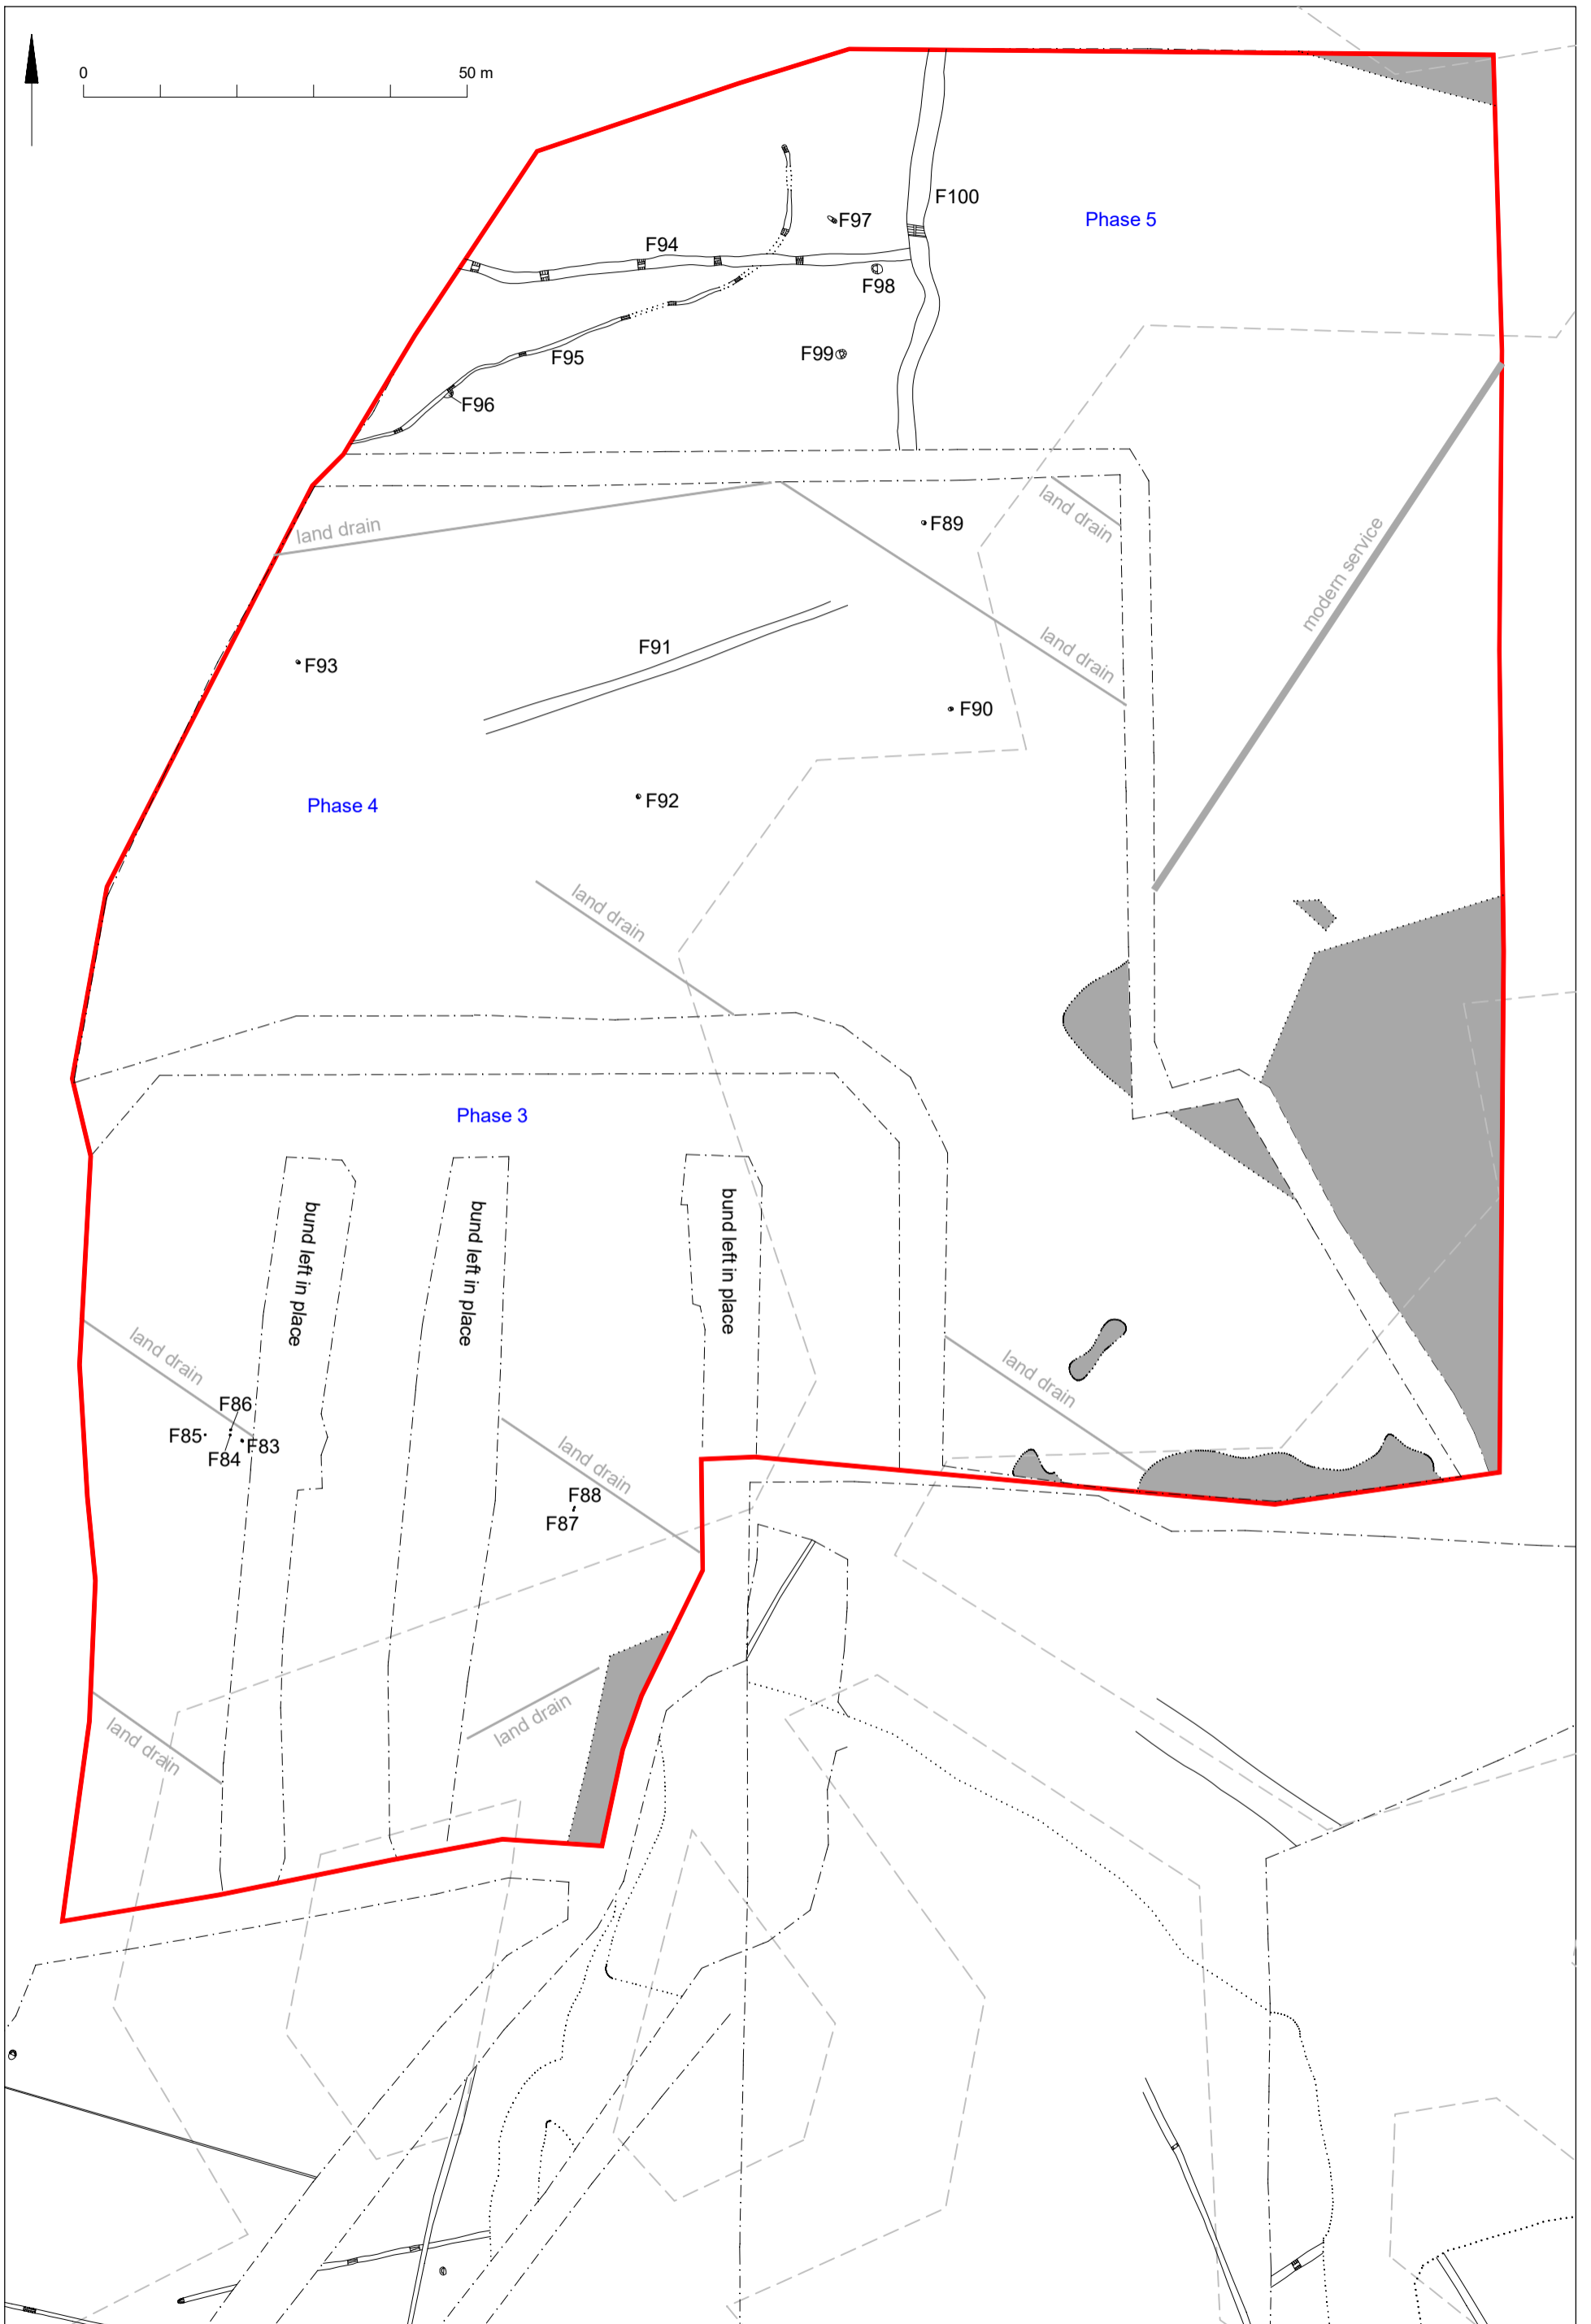 0
50 m
F100
F97
Phase 5
F94
F98
F99
F95
F96
land drain
land drain
F89
modern service
F91
land drain
F93
F90
Phase 4
F92
land drain
Phase 3
bund left in place
bund left in place
bund left in place
land drain
land drain
F86
F85
F83
F84
land drain
F88
F87
land drain
land drain